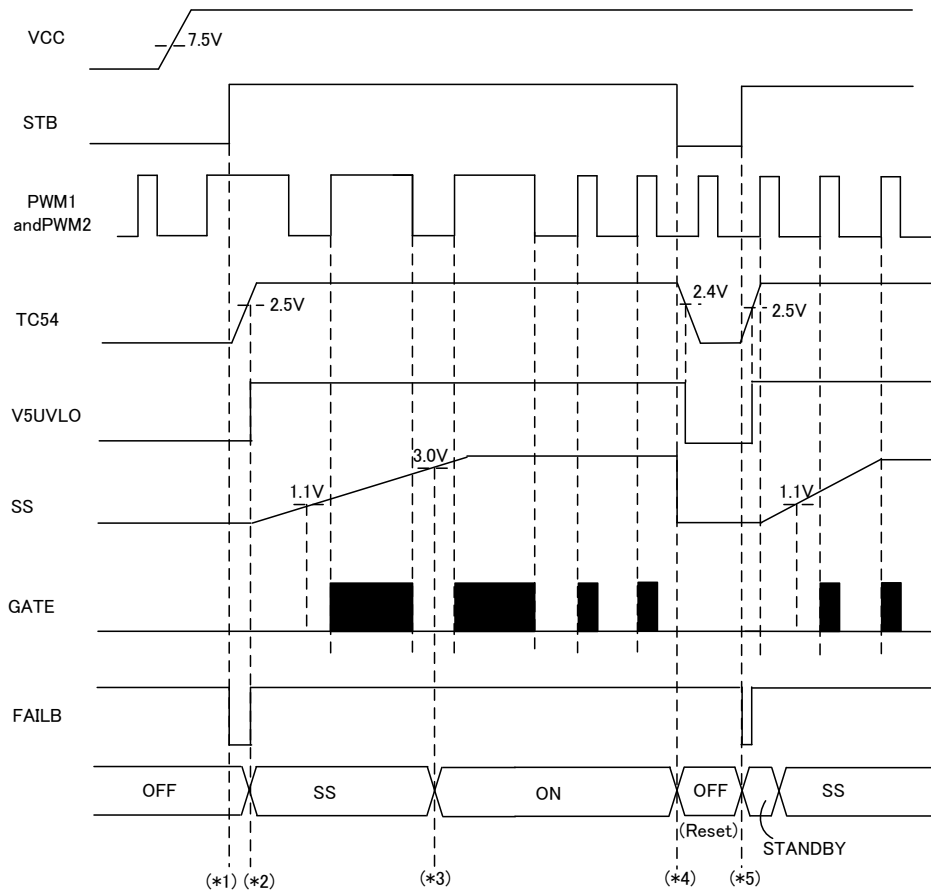 VCC
7.5V
STB
PWM1
andPWM2
TC54
2.5V
2.4V
2.5V
V5UVLO
SS
1.1V
3.0V
1.1V
GATE
FAILB
OFF
SS
ON
OFF
SS
(Reset)
STANDBY
(*1)
(*2)
(*3)
(*4)
(*5)